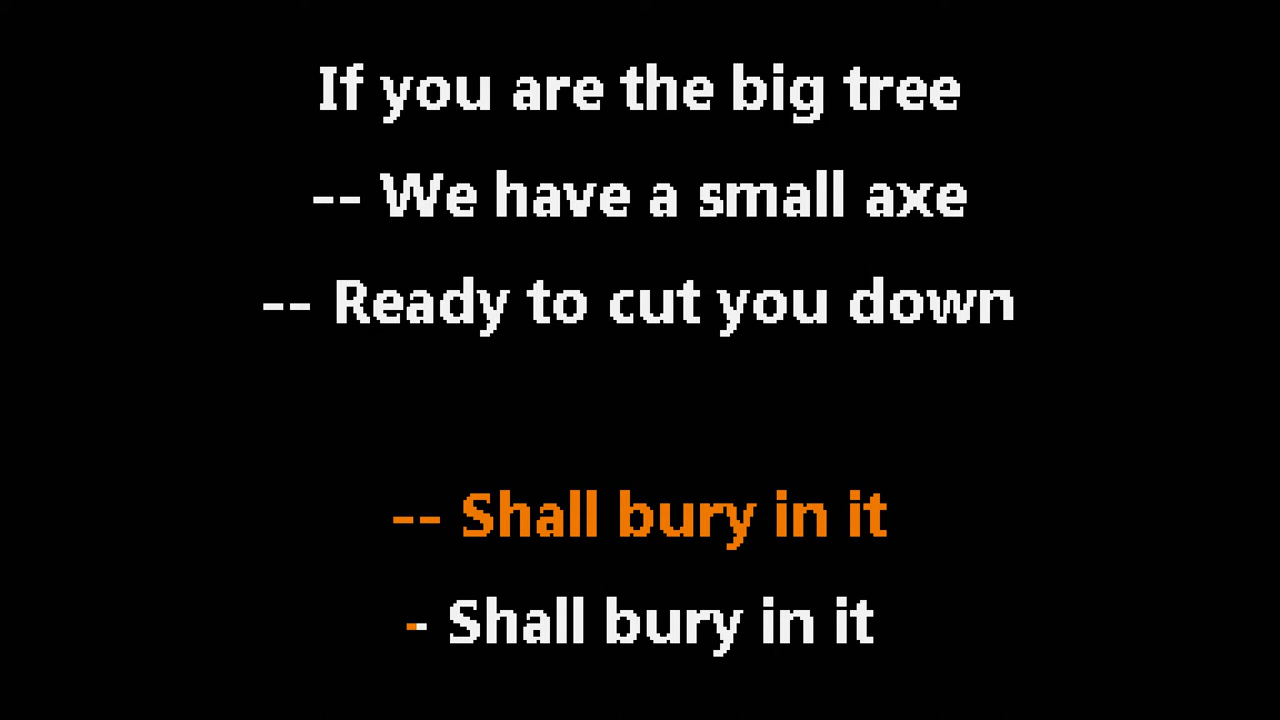 If you are the big tree
-- We have a small axe
-- Ready to cut you down
-- Shall bury in it
-- Shall bury in it